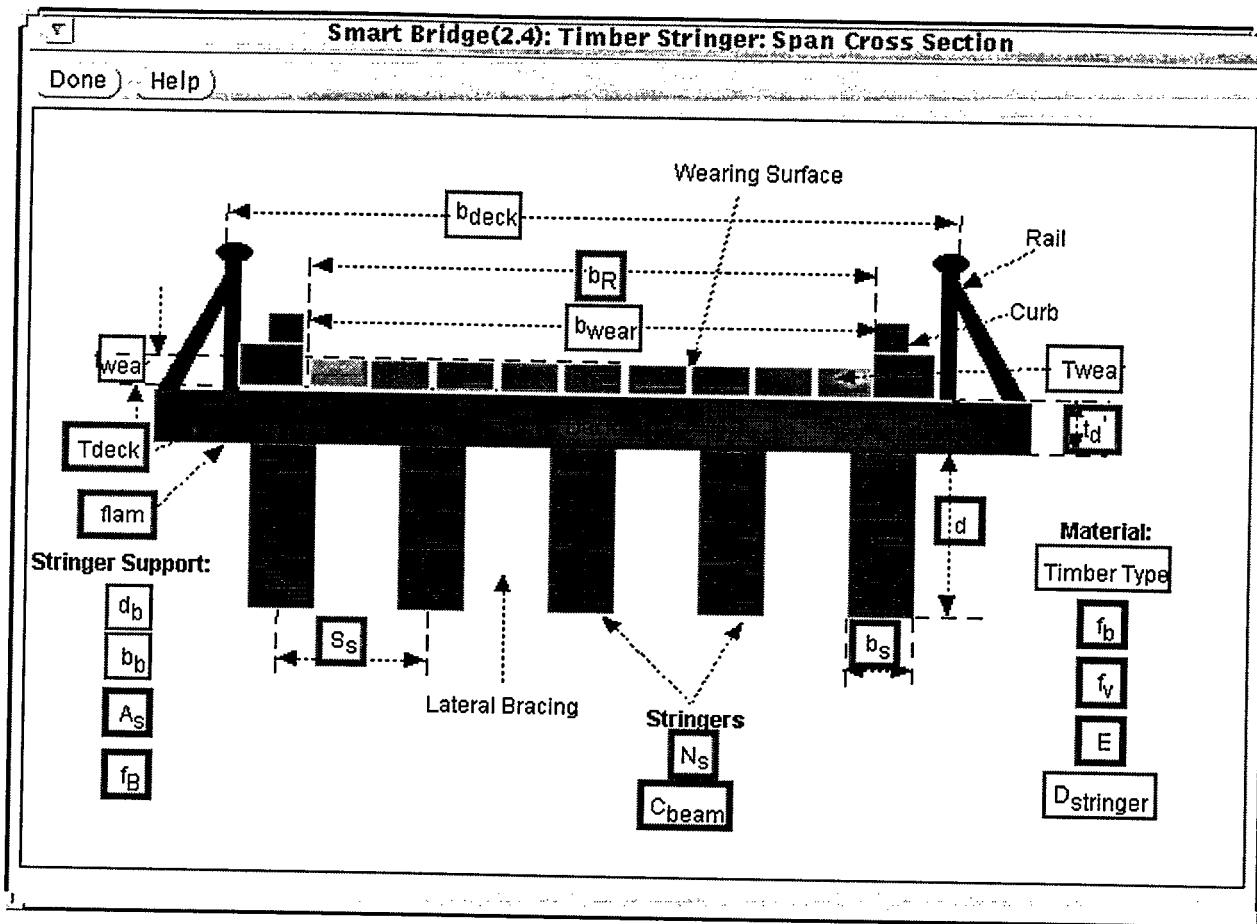 Smart Bridge(2.4): Timber Stringer: Span Cross Section
Done Help
Wearing Surface
bdeck
Rail
bR
Curb
bwear
wear
Twea
td'
Tdeck
flam
d
Material:
Stringer Support:
Timber Type
db
fb
Ss
bs
bb
fv
Lateral Bracing
As
Stringers
E
Ns
fB
Dstringer
Cbeam